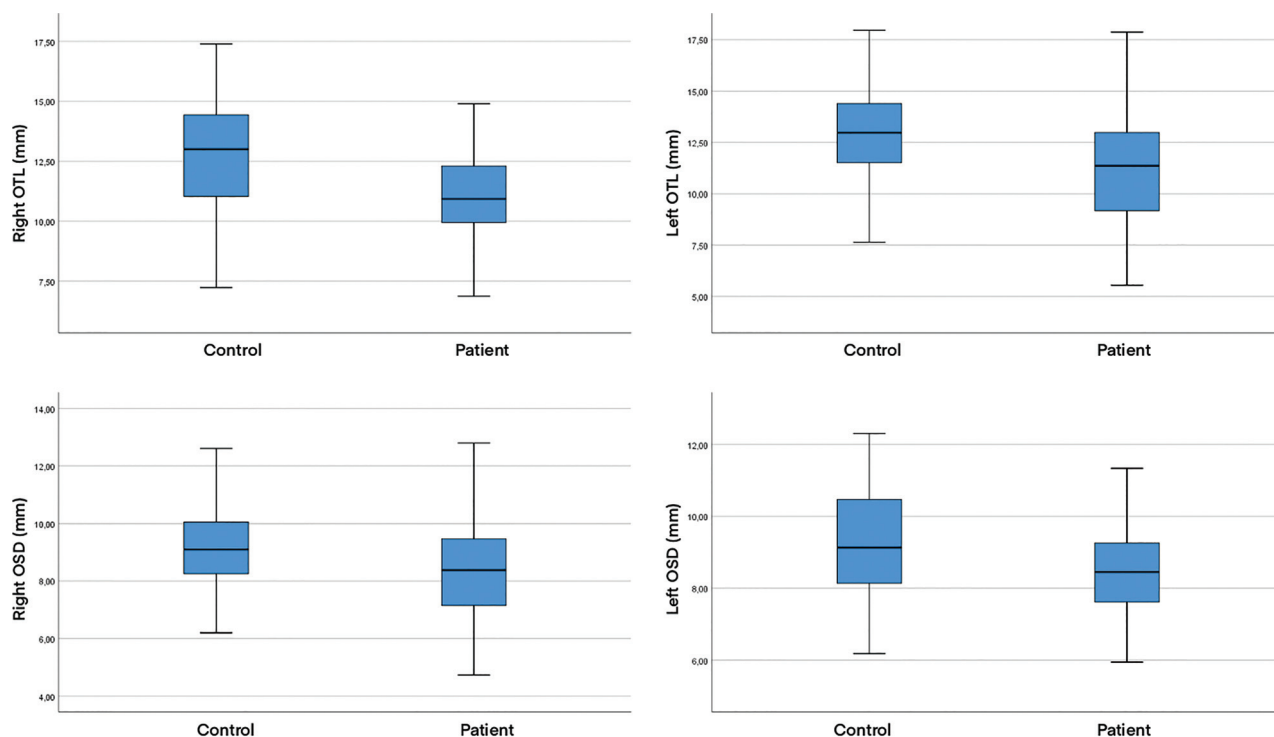 Right OTL (mm)
17,50
15,00
12,50
10,00
7,50
Control
Patient
Left OTL (mm)
17,50
15,00
12,50
10,00
7,50
5,00
Control
Patient
Right OSD (mm)
14,00
12,00
10,00
8,00
6,00
4,00
Control
Patient
Left OSD (mm)
12,00
10,00
8,00
6,00
Control
Patient